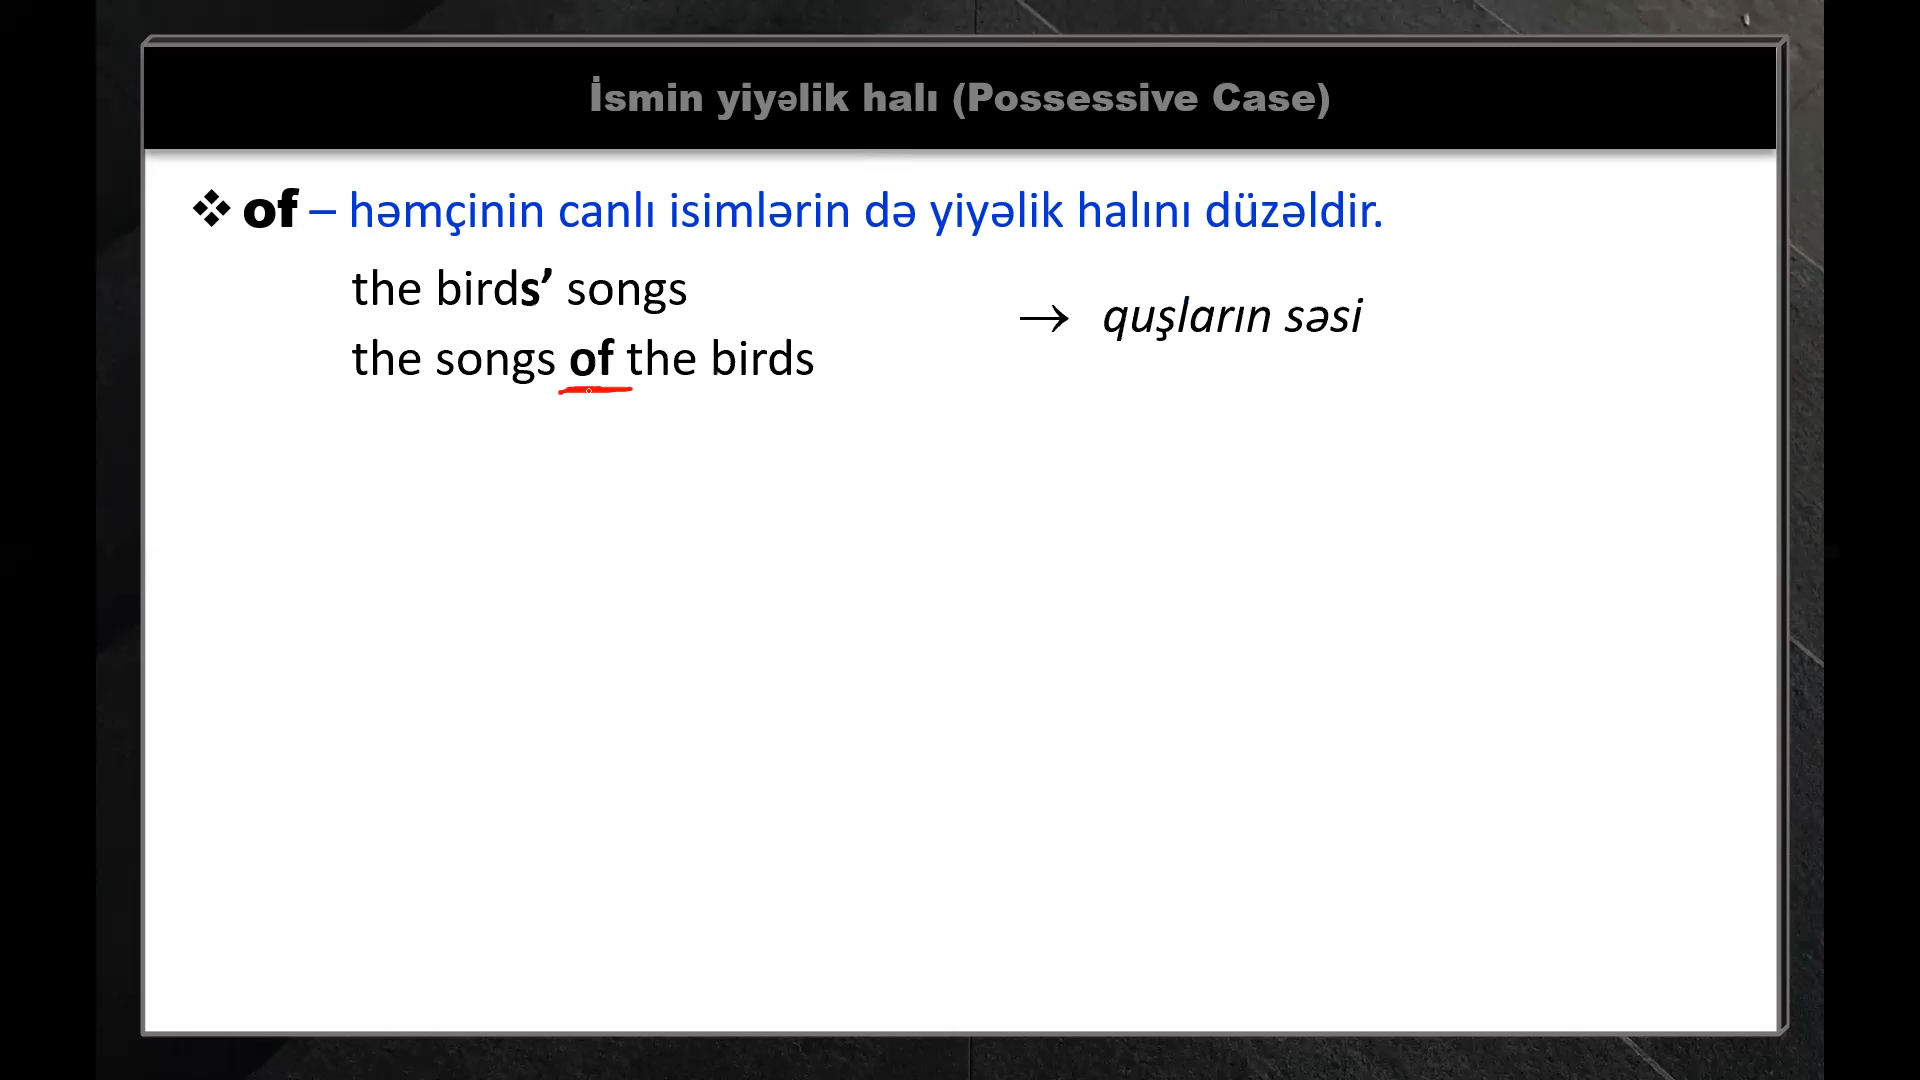 İsmin yiyəlik halı (Possessive Case)
❖ of – həmçinin canlı isimlərin də yiyəlik halını düzəldir.
the birds’ songs
→ quşların səsi
the songs of the birds